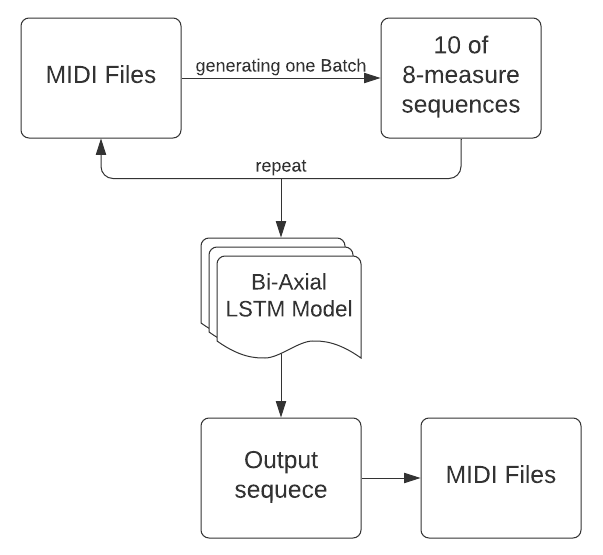 MIDI Files
generating one Batch
10 of
8-measure
sequences
repeat
Bi-Axial
LSTM Model
Output
sequece
MIDI Files